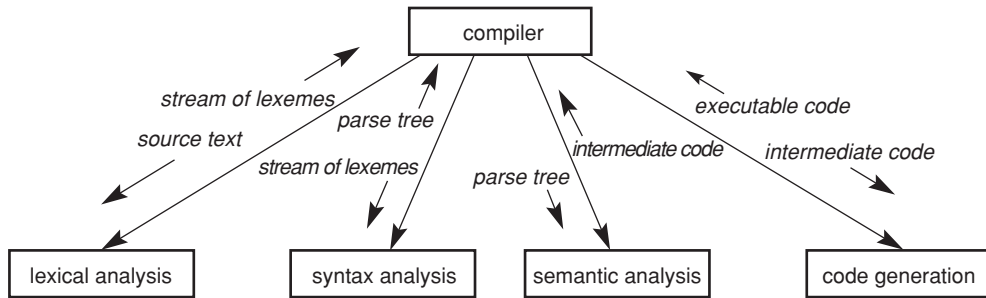 compiler
stream of lexemes
executable code
parse tree
source text
intermediate code
intermediate code
stream of lexemes
parse tree
lexical analysis
syntax analysis
semantic analysis
code generation